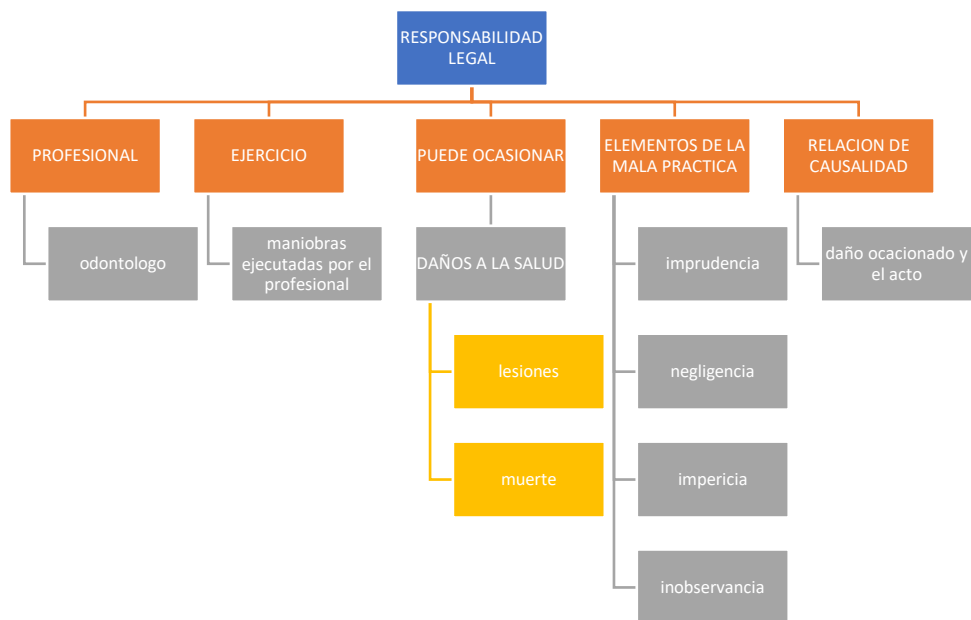 RESPONSABILIDAD
LEGAL
PROFESIONAL
EJERCICIO
PUEDE OCASIONAR
ELEMENTOS DE LA
MALA PRACTICA
RELACION DE
CAUSALIDAD
odontologo
maniobras
ejecutadas por el
profesional
DAÑOS A LA SALUD
imprudencia
daño ocacionado y
el acto
lesiones
negligencia
muerte
impericia
inobservancia